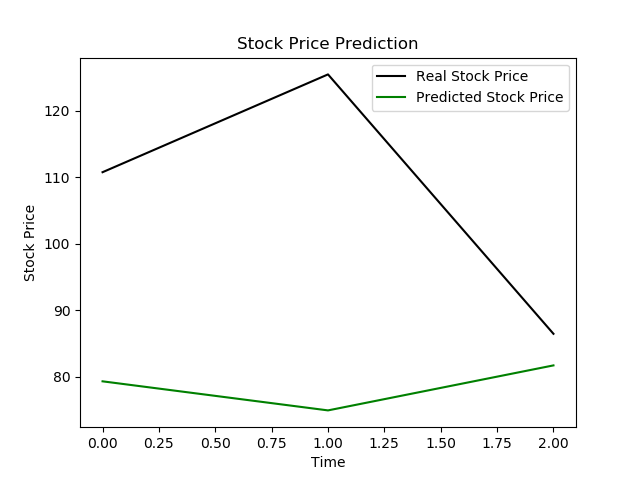 Stock Price Prediction
Real Stock Price
Predicted Stock Price
Stock Price
120
110
100
90
80
0.00 0.25 0.50 0.75 1.00 1.25 1.50 1.75 2.00
Time